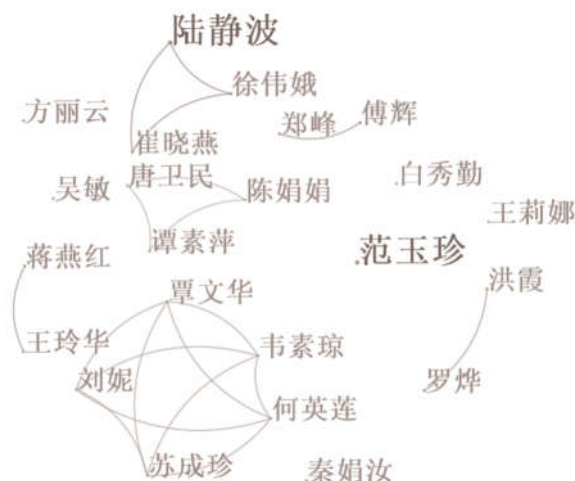 陆静波
徐伟娥
方丽云
郑峰
傅辉
崔晓燕
唐卫民
白秀勤
吴敏
陈娟娟
王莉娜
谭素萍
范玉珍
蒋燕红
洪霞
覃文华
王玲华
韦素琼
刘妮
罗烨
何英莲
苏成珍
秦娟汝